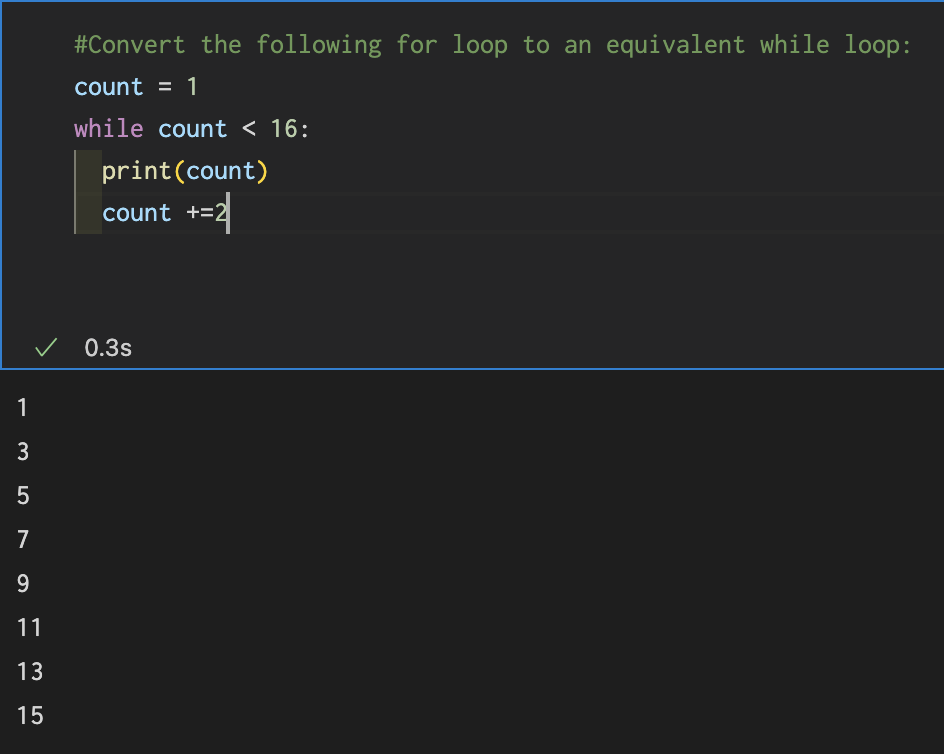 #Convert the following for loop to an equivalent while loop:
count = 1
while count < 16:
  print(count)
  count +=2
0.3s
1
3
5
7
9
11
13
15